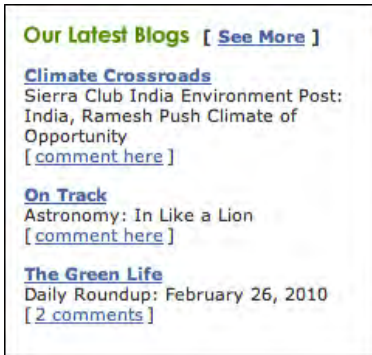 Our Latest Blogs [ See More ]
Climate Crossroads
Sierra Club India Environment Post:
India, Ramesh Push Climate of
Opportunity
[ comment here ]
On Track
Astronomy: In Like a Lion
[ comment here ]
The Green Life
Daily Roundup: February 26, 2010
[ 2 comments ]